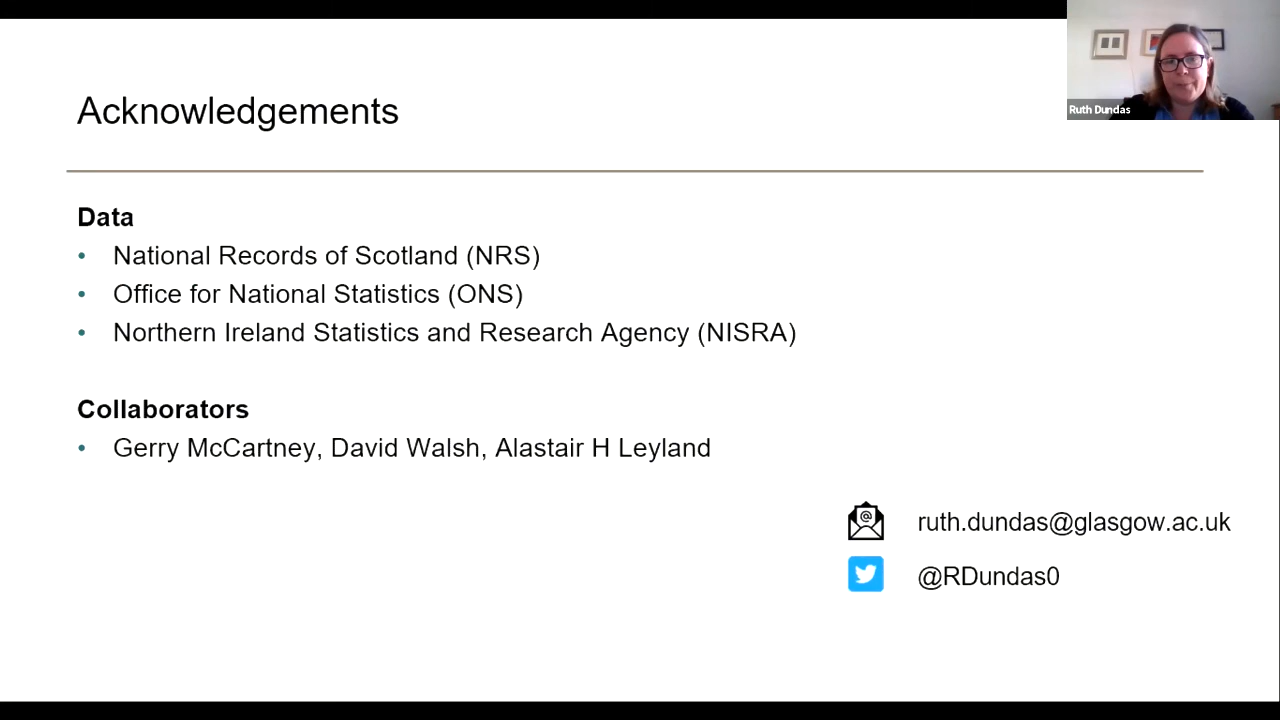 Acknowledgements
Ruth Dundas
Data
• National Records of Scotland (NRS)
• Office for National Statistics (ONS)
• Northern Ireland Statistics and Research Agency (NISRA)
Collaborators
• Gerry McCartney, David Walsh, Alastair H Leyland
ruth.dundas@glasgow.ac.uk
@RDundas0